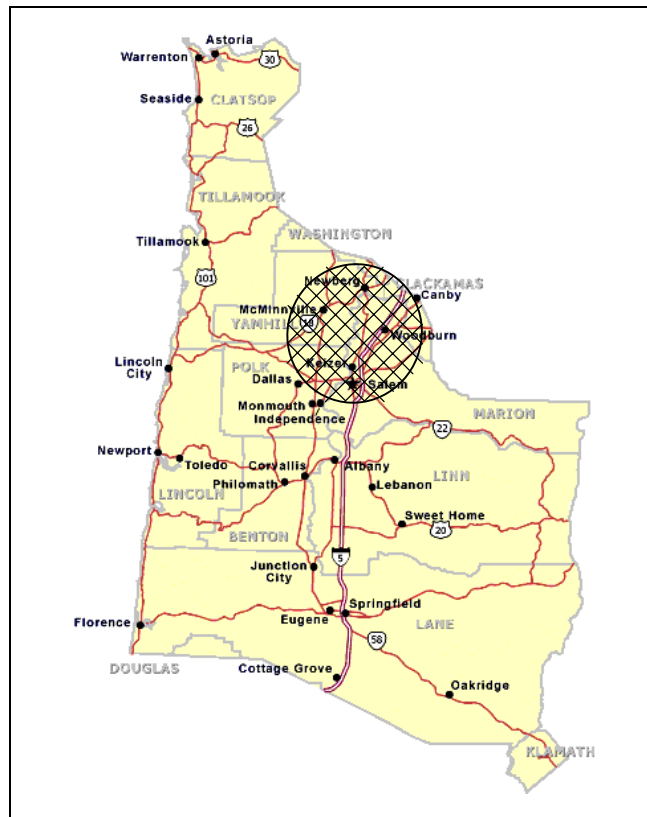 Astoria
Warrenton
30
Seaside
CLATSOP
26
TILLAMOOK
WASHINGTON
Tillamook
101
Newberg
CLACKAMAS
Canby
McMinnville
18
YAMHILL
Woodburn
Lincoln
City
Keizer
POLK
Dallas
Salem
Monmouth
Independence
MARION
22
Newport
Toledo
Corvallis
Albany
LINN
Philomath
Lebanon
LINCOLN
Sweet Home
20
BENTON
5
Junction
City
Springfield
Eugene
Florence
LANE
58
DOUGLAS
Cottage Grove
Oakridge
KLAMATH